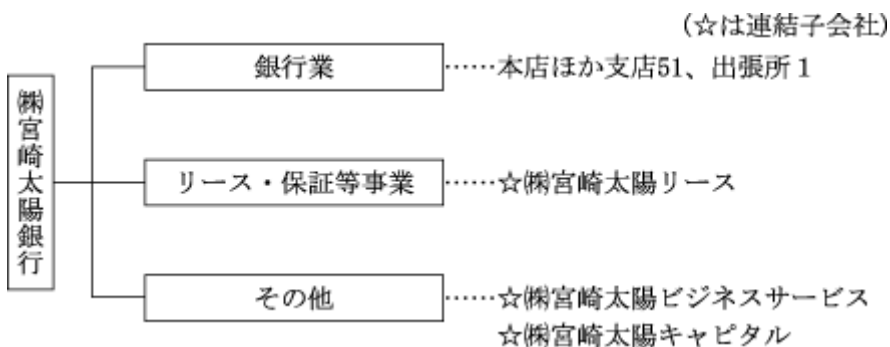 (☆は連結子会社)
㈱宮崎太陽銀行
銀行業……本店ほか支店51、出張所1
リース・保証等事業……☆㈱宮崎太陽リース
その他……☆㈱宮崎太陽ビジネスサービス
☆㈱宮崎太陽キャピタル